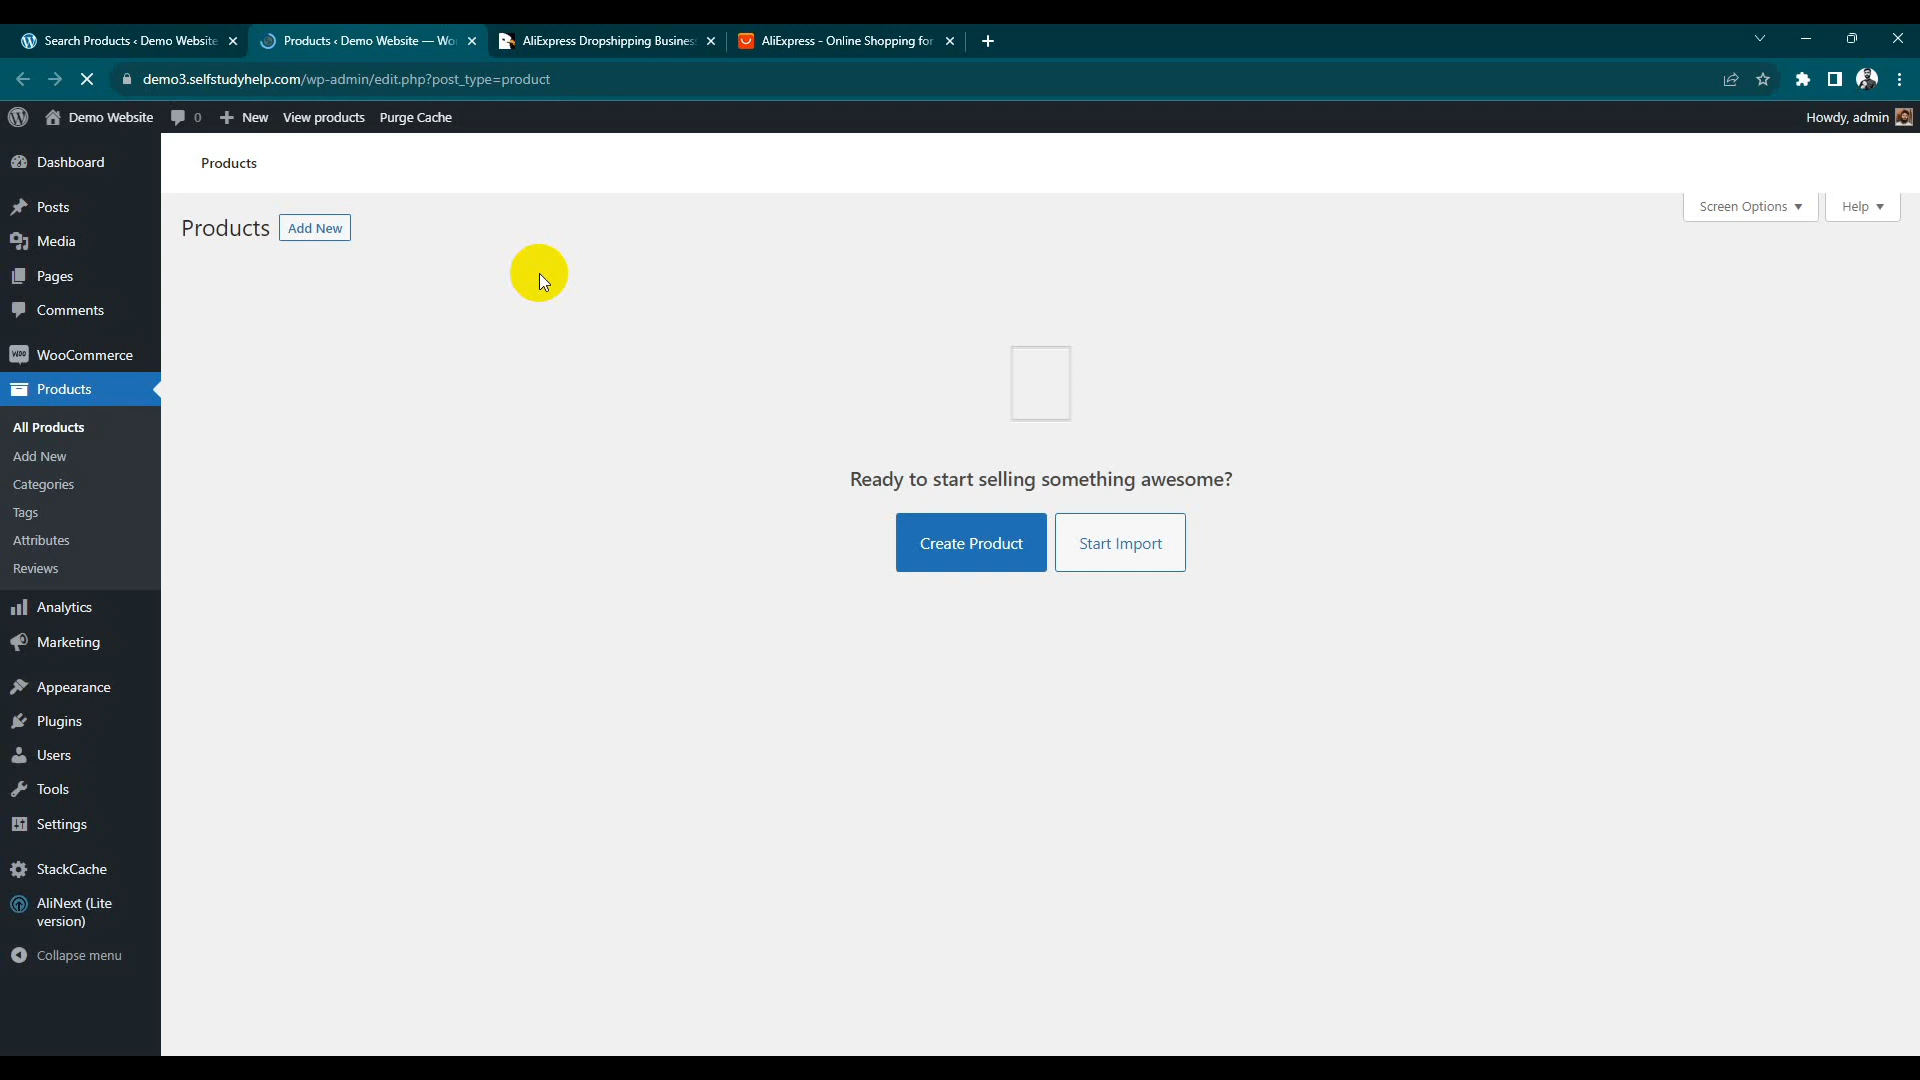 Search Products ‹ Demo Website
Products ‹ Demo Website — Wo
AliExpress Dropshipping Busines
AliExpress - Online Shopping for
demo3.selfstudyhelp.com/wp-admin/edit.php?post_type=product
Demo Website
0
New
View products
Purge Cache
Howdy, admin
Dashboard
Posts
Media
Pages
Comments
WooCommerce
Products
All Products
Add New
Categories
Tags
Attributes
Reviews
Analytics
Marketing
Appearance
Plugins
Users
Tools
Settings
StackCache
AliNext (Lite
version)
Collapse menu
Products
Screen Options
Help
Products
Add New
Ready to start selling something awesome?
Create Product
Start Import